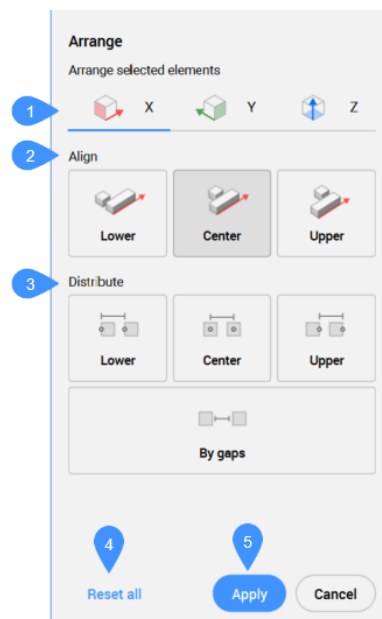 Arrange
Arrange selected elements
1 X Y Z
2 Align
Lower Center Upper
3 Distribute
Lower Center Upper
By gaps
4 5
Reset all Apply Cancel